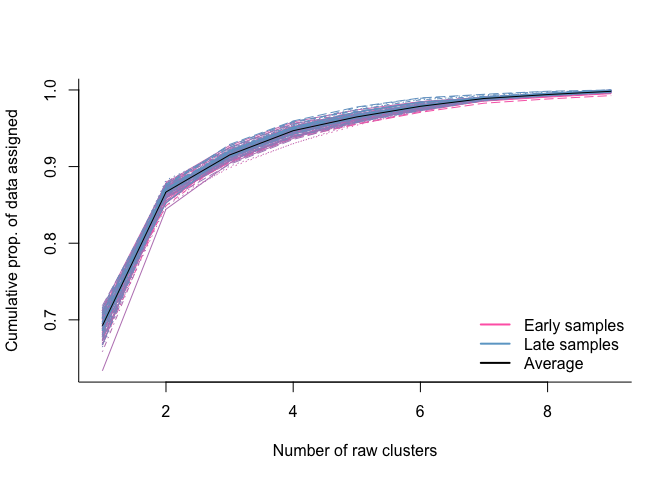 Cumulative prop. of data assigned
1.0
0.9
0.8
0.7
Early samples
Late samples
Average
2 4 6 8
Number of raw clusters